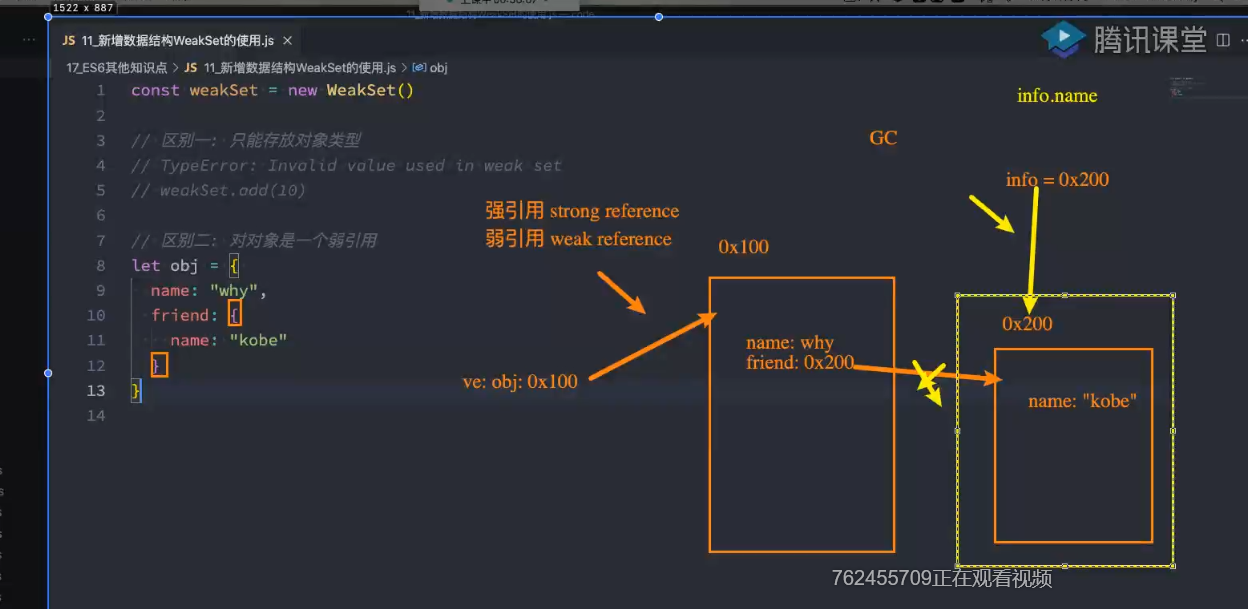 1522 x 887
JS 11_新增数据结构WeakSet的使用.js ×
腾讯课堂
17_ES6其他知识点 > JS 11_新增数据结构WeakSet的使用.js > obj
1 const weakSet = new WeakSet()
2
3 // 区别一: 只能存放对象类型
4 // TypeError: Invalid value used in weak set
5 // weakSet.add(10)
6
7 // 区别二: 对对象是一个弱引用
8 let obj = {
9 name: "why",
10 friend: {
11 name: "kobe"
12 }
13 }
14
info.name
GC
info = 0x200
强引用 strong reference
弱引用 weak reference
0x100
0x200
name: why
friend: 0x200
ve: obj: 0x100
name: "kobe"
762455709正在观看视频